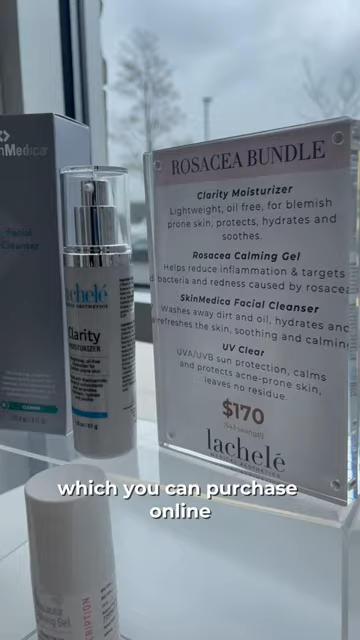 ROSACEA BUNDLE
Clarity Moisturizer
Lightweight, oil free, for blemish
prone skin, protects, hydrates and
soothes.
Rosacea Calming Gel
Helps reduce inflammation & targets
bacteria and redness caused by rosacea
SkinMedica Facial Cleanser
Washes away dirt and oil, hydrates and
refreshes the skin, soothing and calming
UV Clear
UVA/UVB sun protection, calms
and protects acne-prone skin,
leaves no residue.
$170
lachelé
MEDICAL AESTHETICS
nMedica
Facial
Cleanser
lachelé
Clarity
MOISTURIZER
which you can purchase
online